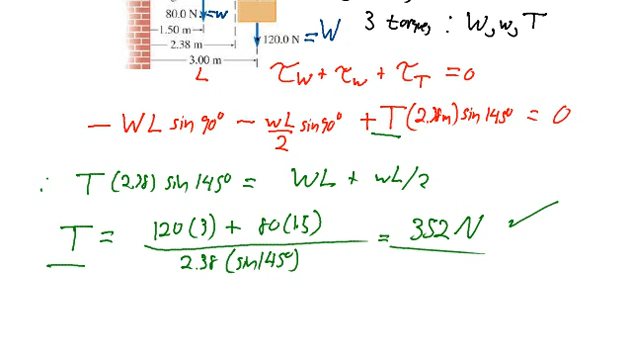 3 torques : W, w, T
80.0 N = w
120.0 N = W
1.50 m
2.38 m
3.00 m
L
τW + τw + τT = 0
- WL sin 90° - wL/2 sin 90° + T (2.38m) sin 145° = 0
∴ T (2.38) sin 145° = WL + wL/2
T = 120(3) + 80(1.5) / 2.38 (sin 145°) = 352 N ✓